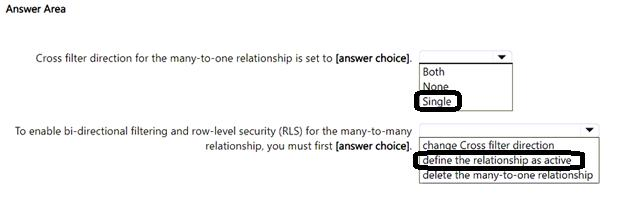 Answer Area
Cross filter direction for the many-to-one relationship is set to [answer choice].
Both
None
Single
To enable bi-directional filtering and row-level security (RLS) for the many-to-many
relationship, you must first [answer choice].
change Cross filter direction
define the relationship as active
delete the many-to-one relationship